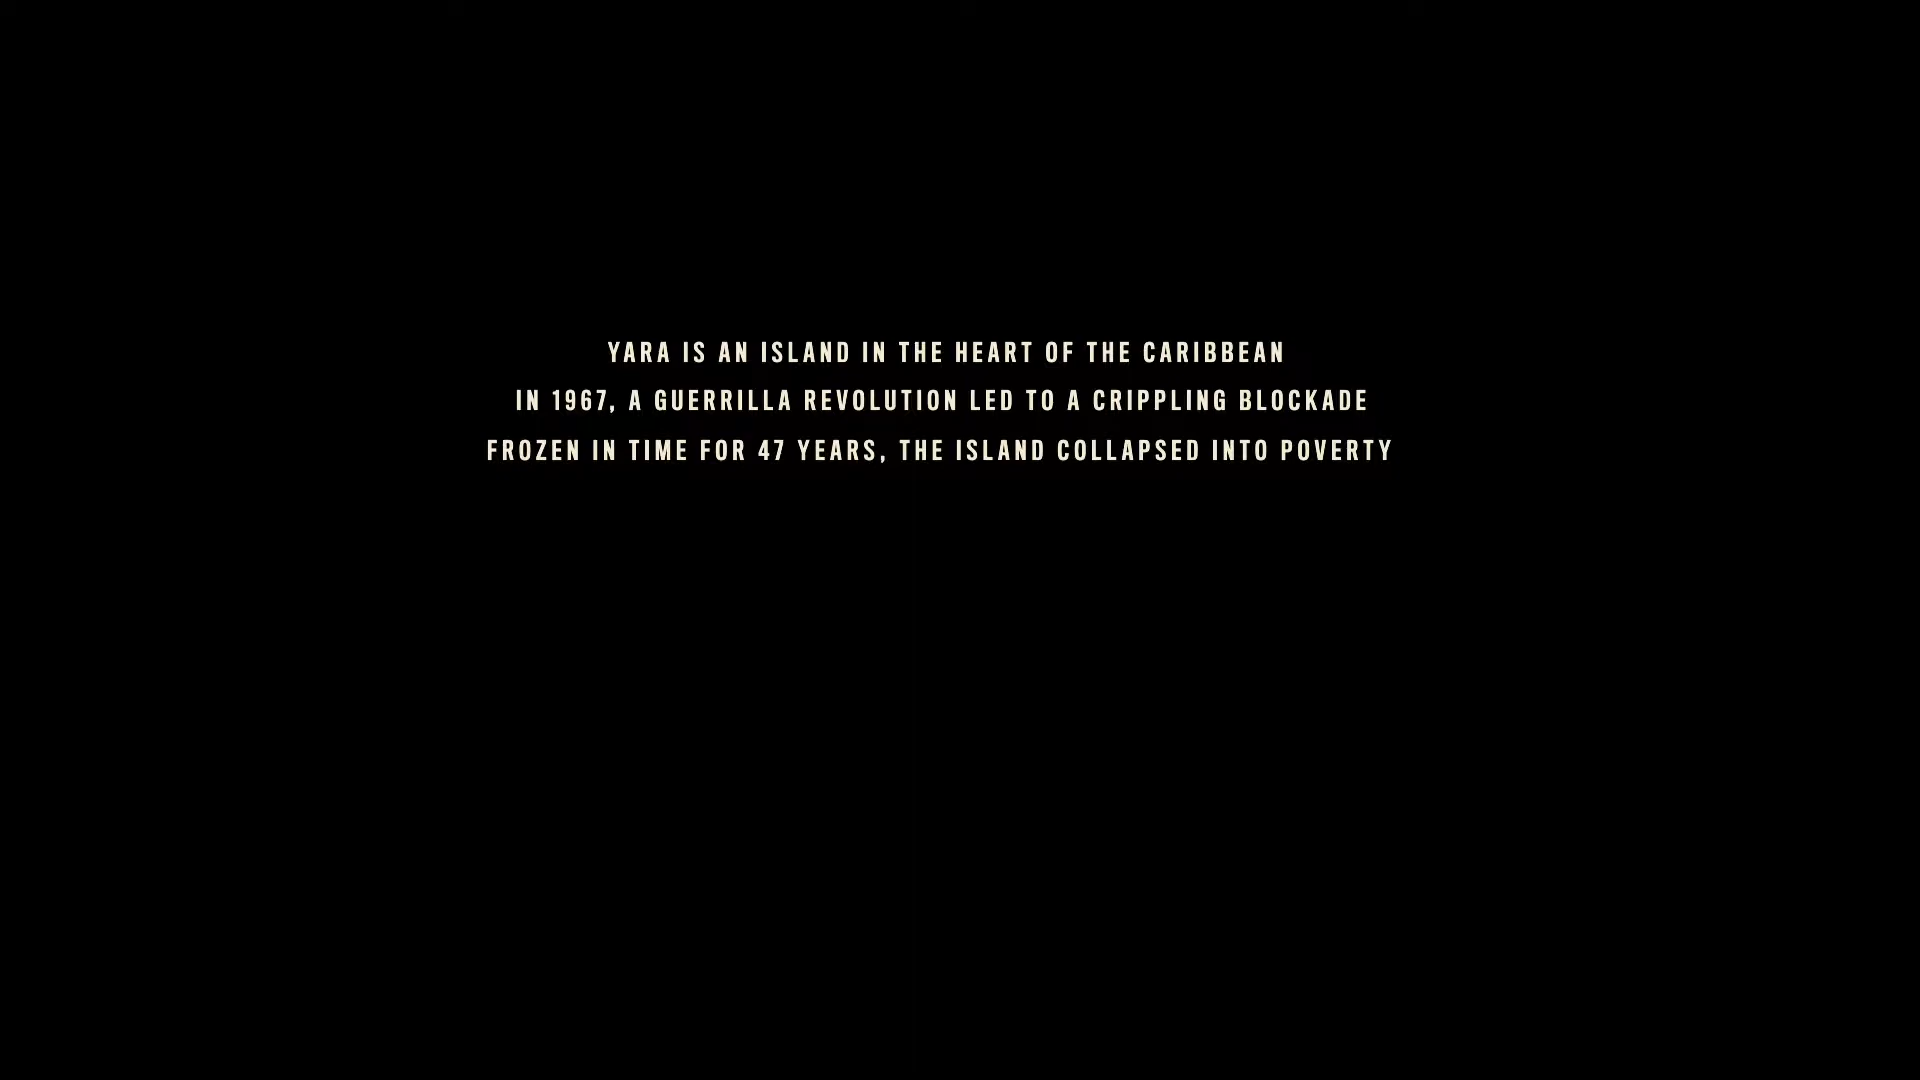 YARA IS AN ISLAND IN THE HEART OF THE CARIBBEAN
IN 1967, A GUERRILLA REVOLUTION LED TO A CRIPPLING BLOCKADE
FROZEN IN TIME FOR 47 YEARS, THE ISLAND COLLAPSED INTO POVERTY